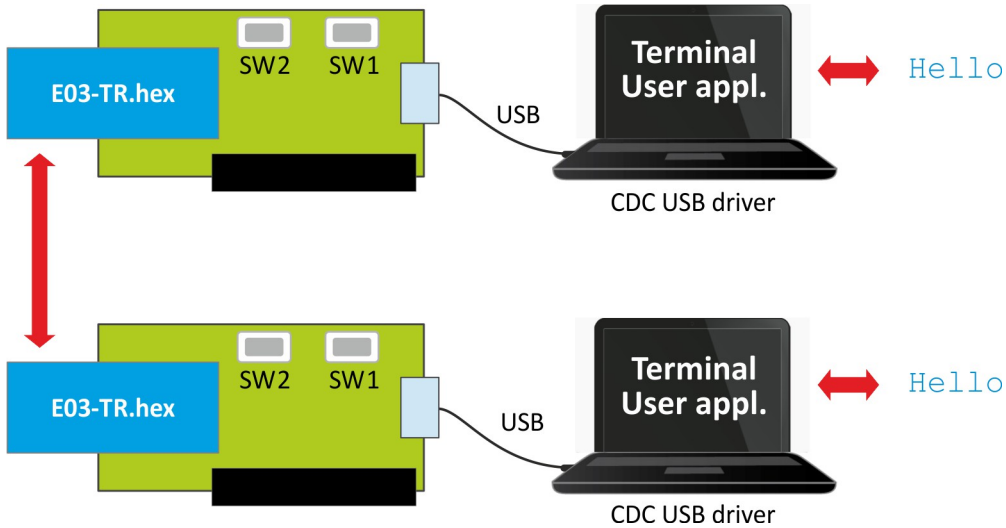 SW2 SW1
E03-TR.hex
USB
Terminal
User appl.
Hello
CDC USB driver
SW2 SW1
E03-TR.hex
USB
Terminal
User appl.
Hello
CDC USB driver